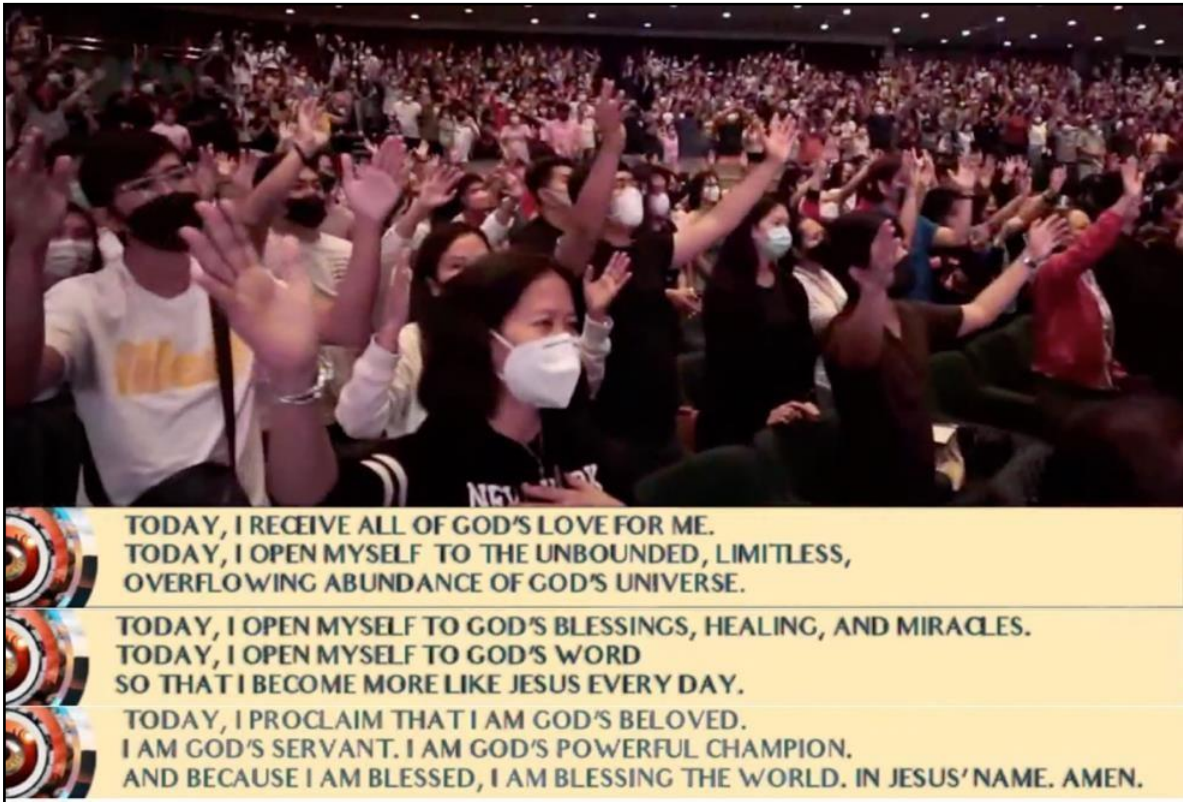 TODAY, I RECEIVE ALL OF GOD'S LOVE FOR ME.
TODAY, I OPEN MYSELF TO THE UNBOUNDED, LIMITLESS,
OVERFLOWING ABUNDANCE OF GOD'S UNIVERSE.
TODAY, I OPEN MYSELF TO GOD'S BLESSINGS, HEALING, AND MIRACLES.
TODAY, I OPEN MYSELF TO GOD'S WORD
SO THAT I BECOME MORE LIKE JESUS EVERY DAY.
TODAY, I PROCLAIM THAT I AM GOD'S BELOVED.
I AM GOD'S SERVANT. I AM GOD'S POWERFUL CHAMPION.
AND BECAUSE I AM BLESSED, I AM BLESSING THE WORLD. IN JESUS' NAME. AMEN.